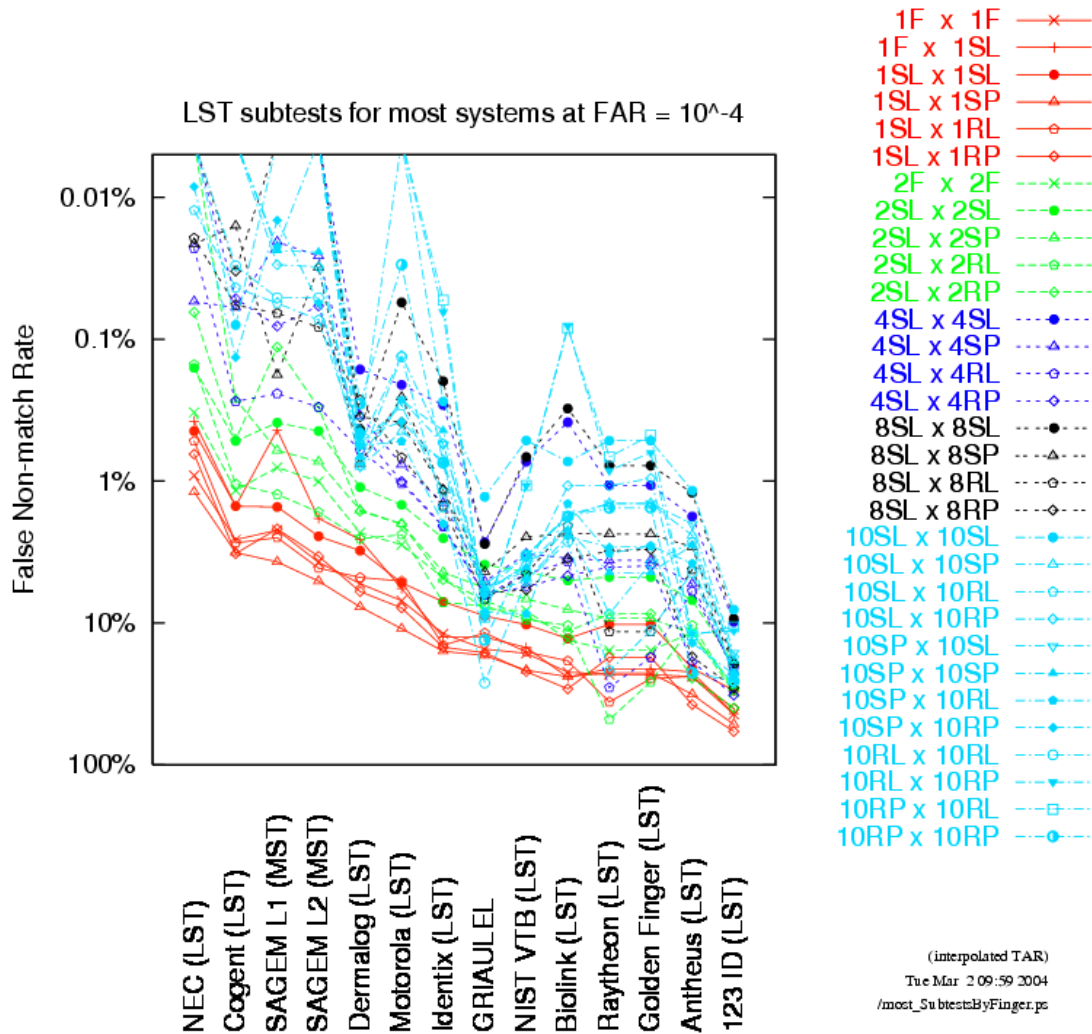 LST subtests for most systems at FAR = 10^-4
False Non-match Rate
0.01%
0.1%
1%
10%
100%
NEC (LST)
Cogent (LST)
SAGEM L1 (MST)
SAGEM L2 (MST)
Dermalog (LST)
Motorola (LST)
Identix (LST)
GRIAULEL
NIST VTB (LST)
Biolink (LST)
Raytheon (LST)
Golden Finger (LST)
Antheus (LST)
123 ID (LST)
1F x 1F
1F x 1SL
1SL x 1SL
1SL x 1SP
1SL x 1RL
1SL x 1RP
2F x 2F
2SL x 2SL
2SL x 2SP
2SL x 2RL
2SL x 2RP
4SL x 4SL
4SL x 4SP
4SL x 4RL
4SL x 4RP
8SL x 8SL
8SL x 8SP
8SL x 8RL
8SL x 8RP
10SL x 10SL
10SL x 10SP
10SL x 10RL
10SL x 10RP
10SP x 10SL
10SP x 10SP
10SP x 10RL
10SP x 10RP
10RL x 10RL
10RL x 10RP
10RP x 10RL
10RP x 10RP
(interpolated TAR)
Tue Mar 2 09:59 2004
/most_SubtestsByFinger.ps